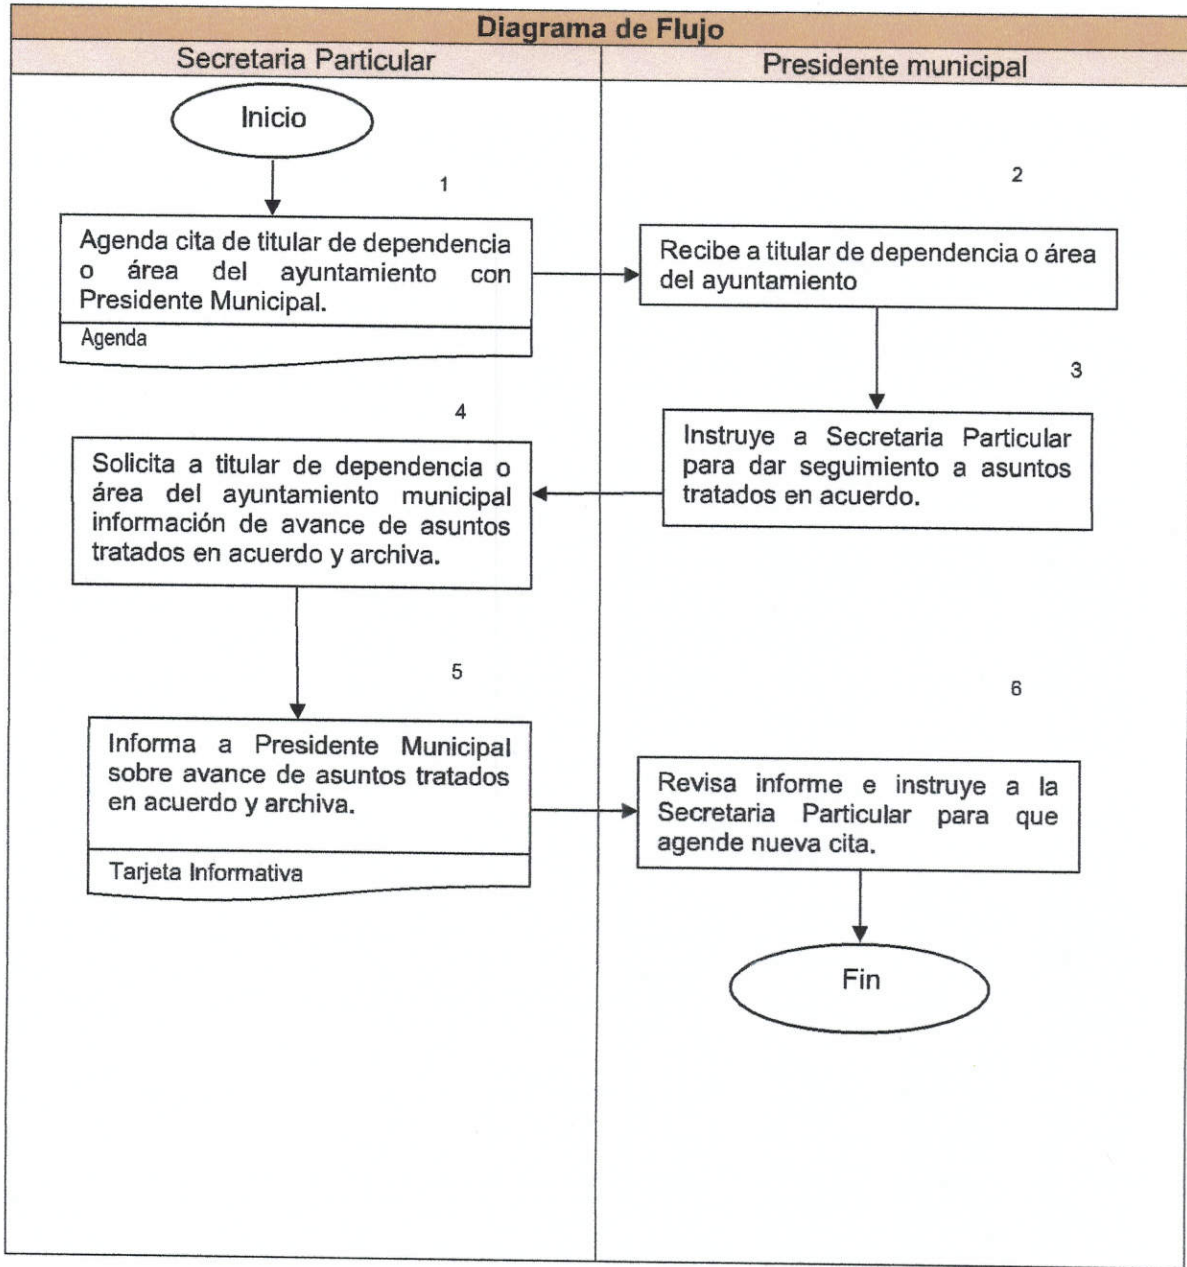 Diagrama de Flujo
Secretaria Particular
Presidente municipal
Inicio
1
Agenda cita de titular de dependencia
o área del ayuntamiento con
Presidente Municipal.
Agenda
2
Recibe a titular de dependencia o área
del ayuntamiento
3
Instruye a Secretaria Particular
para dar seguimiento a asuntos
tratados en acuerdo.
4
Solicita a titular de dependencia o
área del ayuntamiento municipal
información de avance de asuntos
tratados en acuerdo y archiva.
5
Informa a Presidente Municipal
sobre avance de asuntos tratados
en acuerdo y archiva.
Tarjeta Informativa
6
Revisa informe e instruye a la
Secretaria Particular para que
agende nueva cita.
Fin